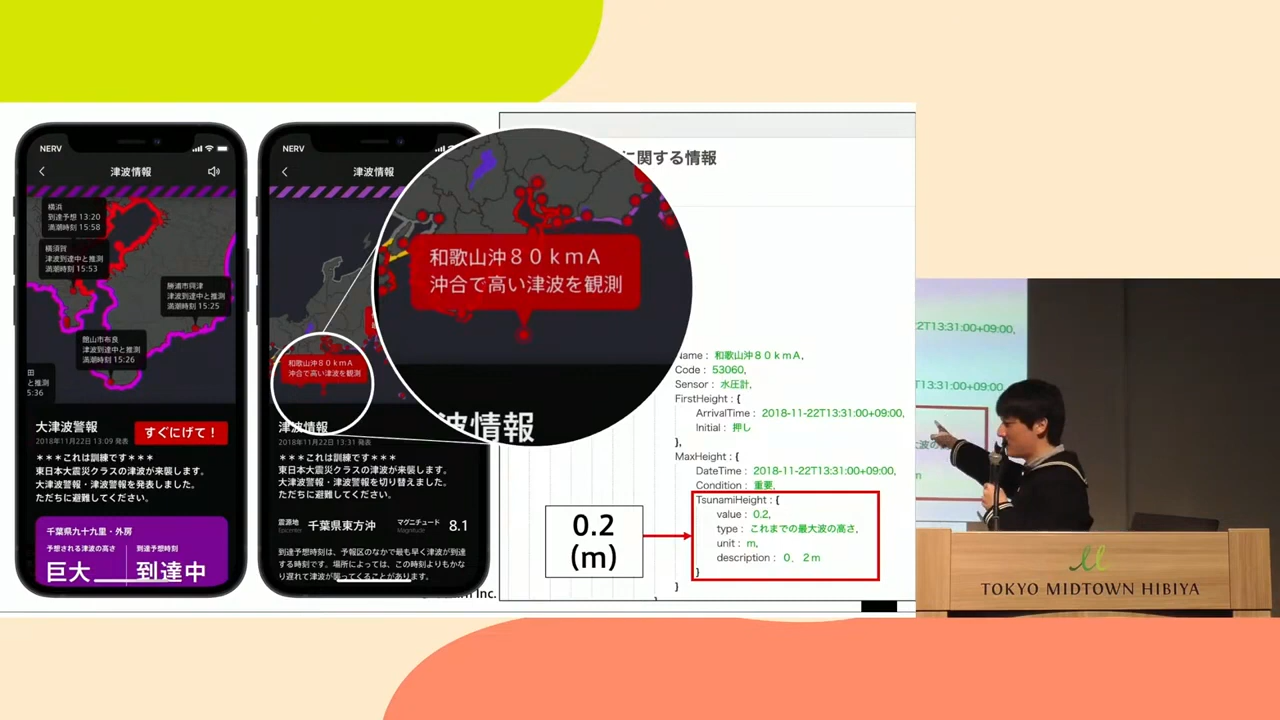 NERV
津波情報
横浜
到達予想 13:20
満潮時刻 15:58
横須賀
津波到達中と推測
満潮時刻 15:53
勝浦市興津
津波到達中と推測
満潮時刻 15:25
館山市布良
津波到達中と推測
満潮時刻 15:26
田
と推測
5:36
大津波警報
2018年11月22日 13:09 発表
すぐにげて！
＊＊＊これは訓練です＊＊＊
東日本大震災クラスの津波が来襲します。
大津波警報・津波警報を発表しました。
ただちに避難してください。
千葉県九十九里・外房
予想される津波の高さ
到達予想時刻
巨大
到達中
NERV
津波情報
和歌山沖８０ｋｍＡ
沖合で高い津波を観測
津波情報
2018年11月22日 13:31 発表
＊＊＊これは訓練です＊＊＊
東日本大震災クラスの津波が来襲します。
大津波警報・津波警報を切り替えました。
ただちに避難してください。
震源地
Epicenter
千葉県東方沖
マグニチュード
Magnitude
8.1
到達予想時刻は、予報区のなかで最も早く津波が到達
する時刻です。場所によっては、この時刻よりもかな
り遅れて津波が襲ってくることがあります。
和歌山沖８０ｋｍＡ
沖合で高い津波を観測
波情報
Inc.
に関する情報
Name : 和歌山沖８０ｋｍＡ,
Code : 53060,
Sensor : 水圧計,
FirstHeight : {
ArrivalTime : 2018-11-22T13:31:00+09:00,
Initial : 押し
},
MaxHeight : {
DateTime : 2018-11-22T13:31:00+09:00,
Condition : 重要,
TsunamiHeight : {
value : 0.2,
type : これまでの最大波の高さ,
unit : m,
description : ０．２ｍ
}
}
0.2
(m)
22T13:31:00+09:00,
T13:31:00+09:00,
TOKYO MIDTOWN HIBIYA